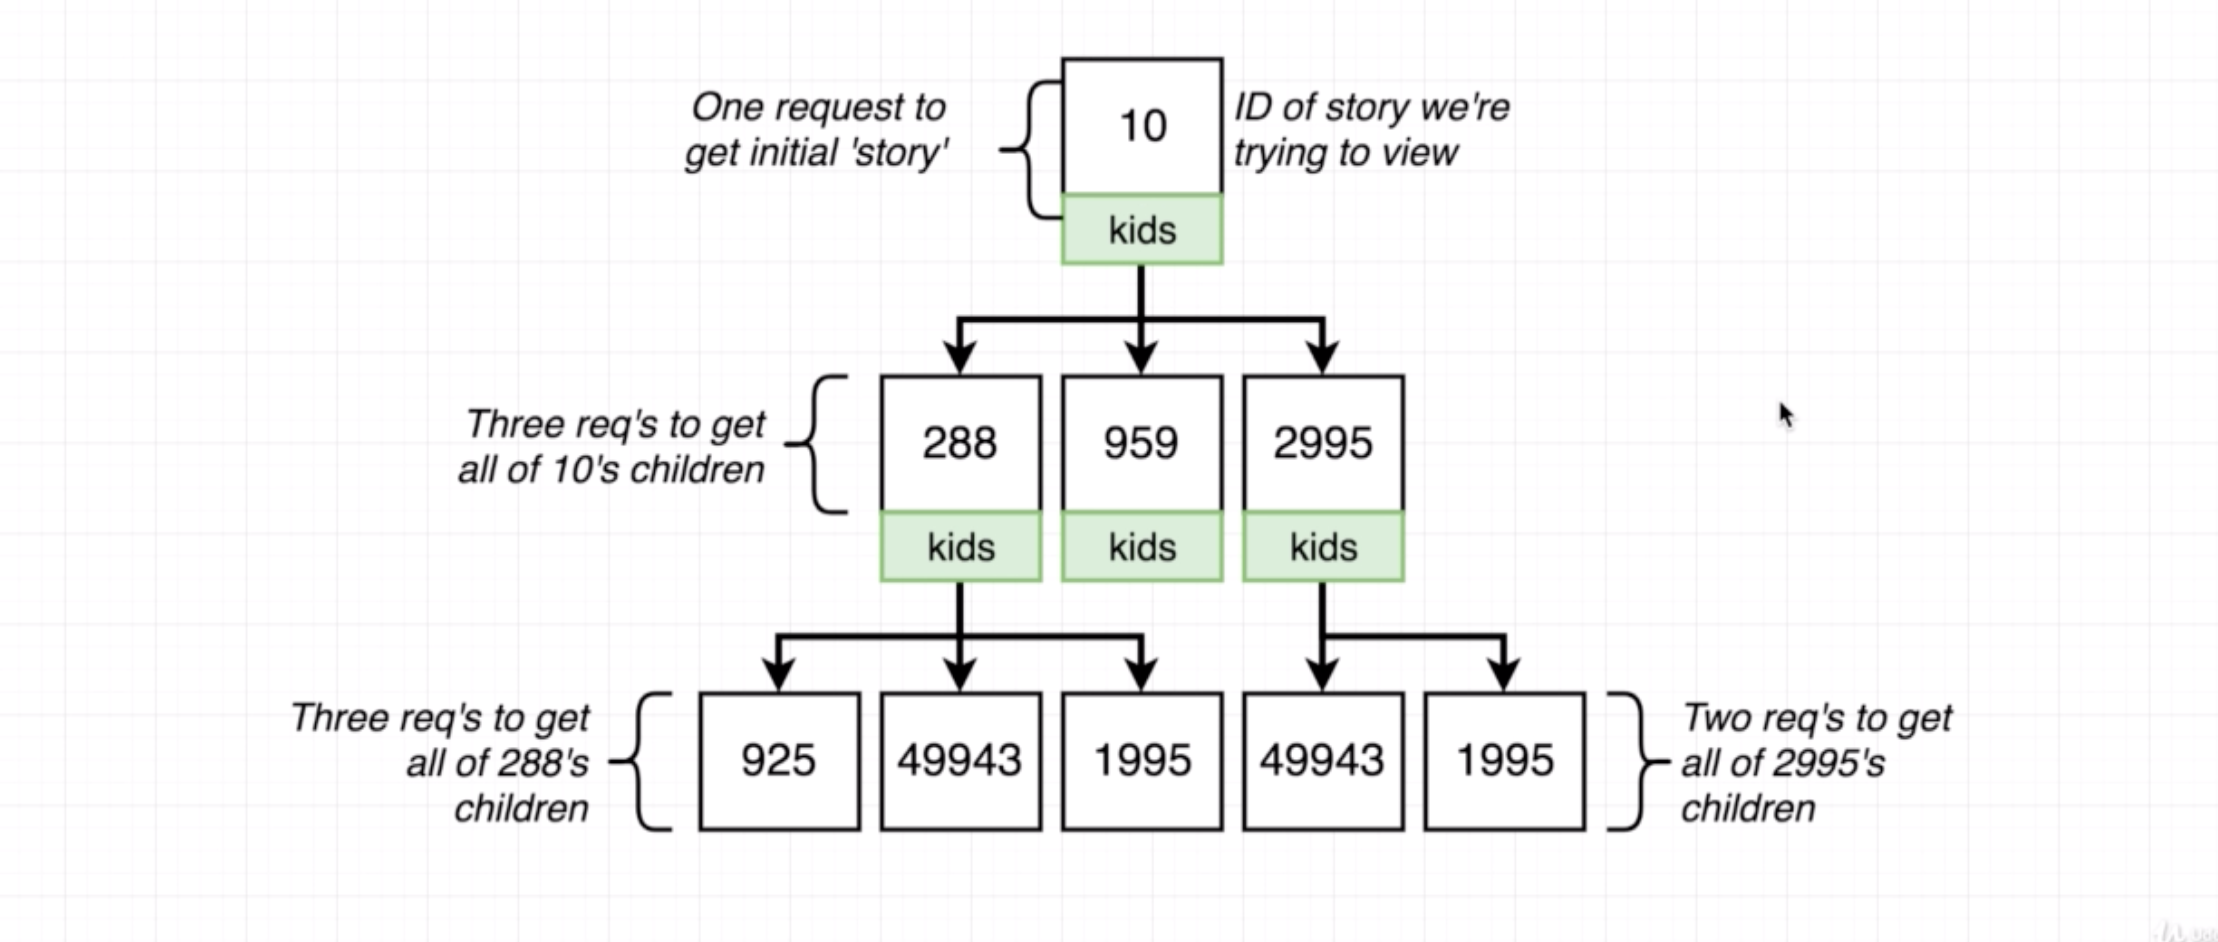 One request to
get initial 'story'
10
ID of story we're
trying to view
kids
Three req's to get
all of 10's children
288
959
2995
kids
kids
kids
Three req's to get
all of 288's
children
925
49943
1995
49943
1995
Two req's to get
all of 2995's
children